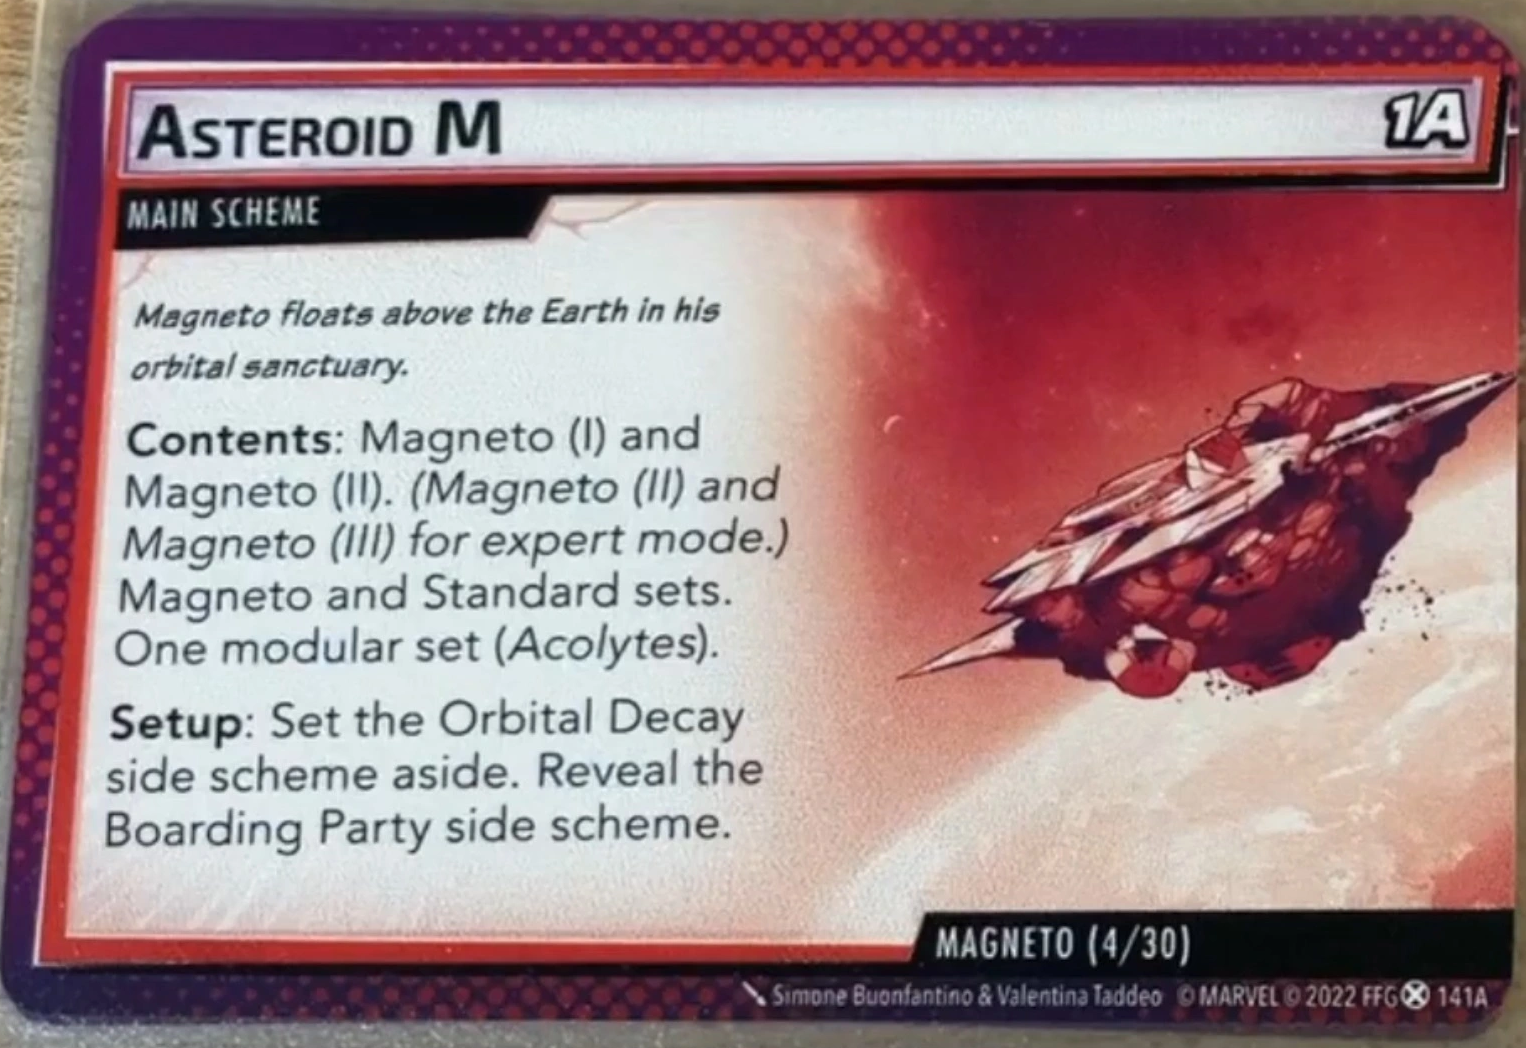 ASTEROID M
1A
MAIN SCHEME
Magneto floats above the Earth in his
orbital sanctuary.
Contents: Magneto (I) and
Magneto (II). (Magneto (II) and
Magneto (III) for expert mode.)
Magneto and Standard sets.
One modular set (Acolytes).
Setup: Set the Orbital Decay
side scheme aside. Reveal the
Boarding Party side scheme.
MAGNETO (4/30)
Simone Buonfantino & Valentina Taddeo © MARVEL © 2022 FFG 141A